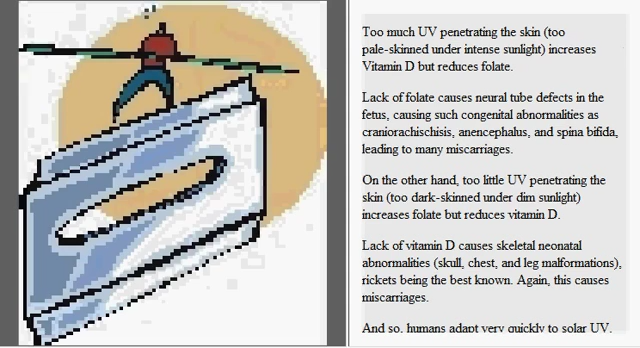 Too much UV penetrating the skin (too
pale-skinned under intense sunlight) increases
Vitamin D but reduces folate.
Lack of folate causes neural tube defects in the
fetus, causing such congenital abnormalities as
craniorachischisis, anencephalus, and spina bifida,
leading to many miscarriages.
On the other hand, too little UV penetrating the
skin (too dark-skinned under dim sunlight)
increases folate but reduces vitamin D.
Lack of vitamin D causes skeletal neonatal
abnormalities (skull, chest, and leg malformations),
rickets being the best known. Again, this causes
miscarriages.
And so, humans adapt very quickly to solar UV.